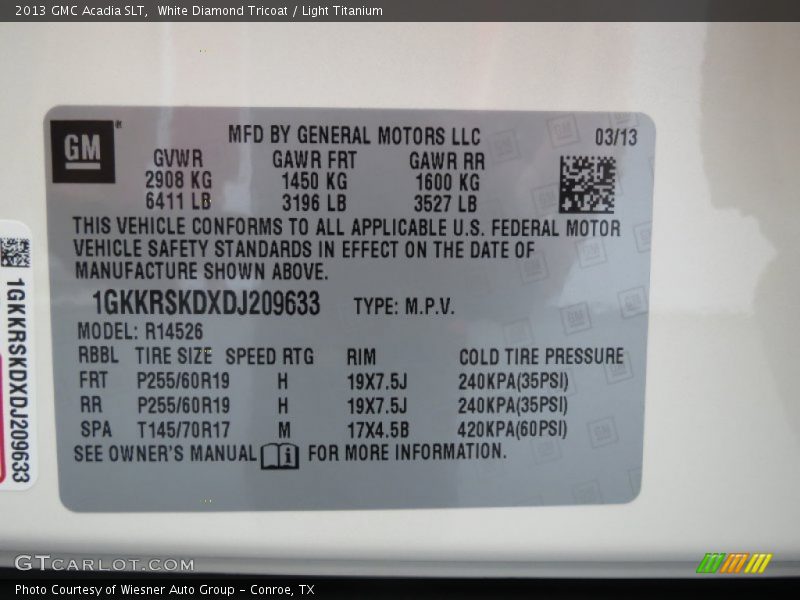 2013 GMC Acadia SLT,  White Diamond Tricoat / Light Titanium
GM
MFD BY GENERAL MOTORS LLC 03/13
GVWR GAWR FRT GAWR RR
2908 KG 1450 KG 1600 KG
6411 LB 3196 LB 3527 LB
THIS VEHICLE CONFORMS TO ALL APPLICABLE U.S. FEDERAL MOTOR
VEHICLE SAFETY STANDARDS IN EFFECT ON THE DATE OF
MANUFACTURE SHOWN ABOVE.
1GKKRSKDXDJ209633 TYPE: M.P.V.
MODEL: R14526
RBBL TIRE SIZE SPEED RTG RIM COLD TIRE PRESSURE
FRT P255/60R19 H 19X7.5J 240KPA(35PSI)
RR P255/60R19 H 19X7.5J 240KPA(35PSI)
SPA T145/70R17 M 17X4.5B 420KPA(60PSI)
SEE OWNER'S MANUAL i FOR MORE INFORMATION.
1GKKRSKDXDJ209633
GTCARLOT.COM
Photo Courtesy of Wiesner Auto Group - Conroe, TX